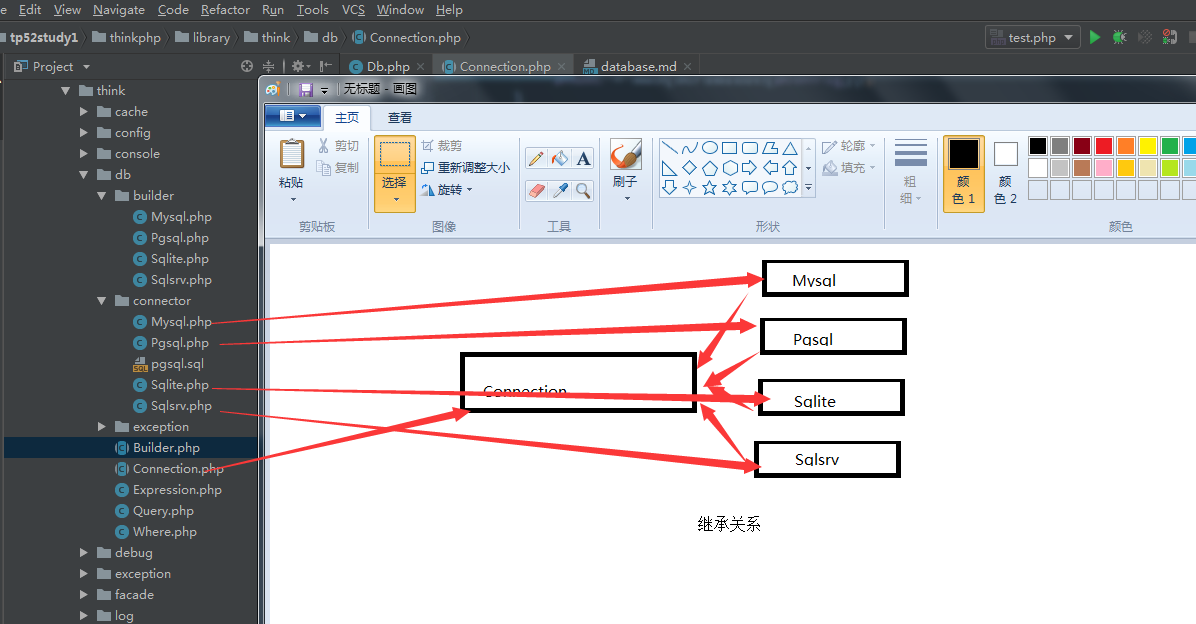 e Edit View Navigate Code Refactor Run Tools VCS Window Help
tp52study1 thinkphp library think db Connection.php test.php
Project Db.php Connection.php database.md
think
无标题 - 画图
cache
主页 查看
config
console
db
builder
Mysql.php
Pgsql.php
Sqlite.php
Sqlsrv.php
connector
Mysql.php
Pgsql.php
pgsql.sql
Sqlite.php
Sqlsrv.php
exception
Builder.php
Connection.php
Expression.php
Query.php
Where.php
debug
exception
facade
log
粘贴
剪切
复制
剪贴板
选择
裁剪
重新调整大小
旋转
图像
A
工具
刷子
轮廓
填充
形状
粗
细
颜
色 1
颜
色 2
颜色
Mysql
Pgsql
Connection
Sqlite
Sqlsrv
继承关系